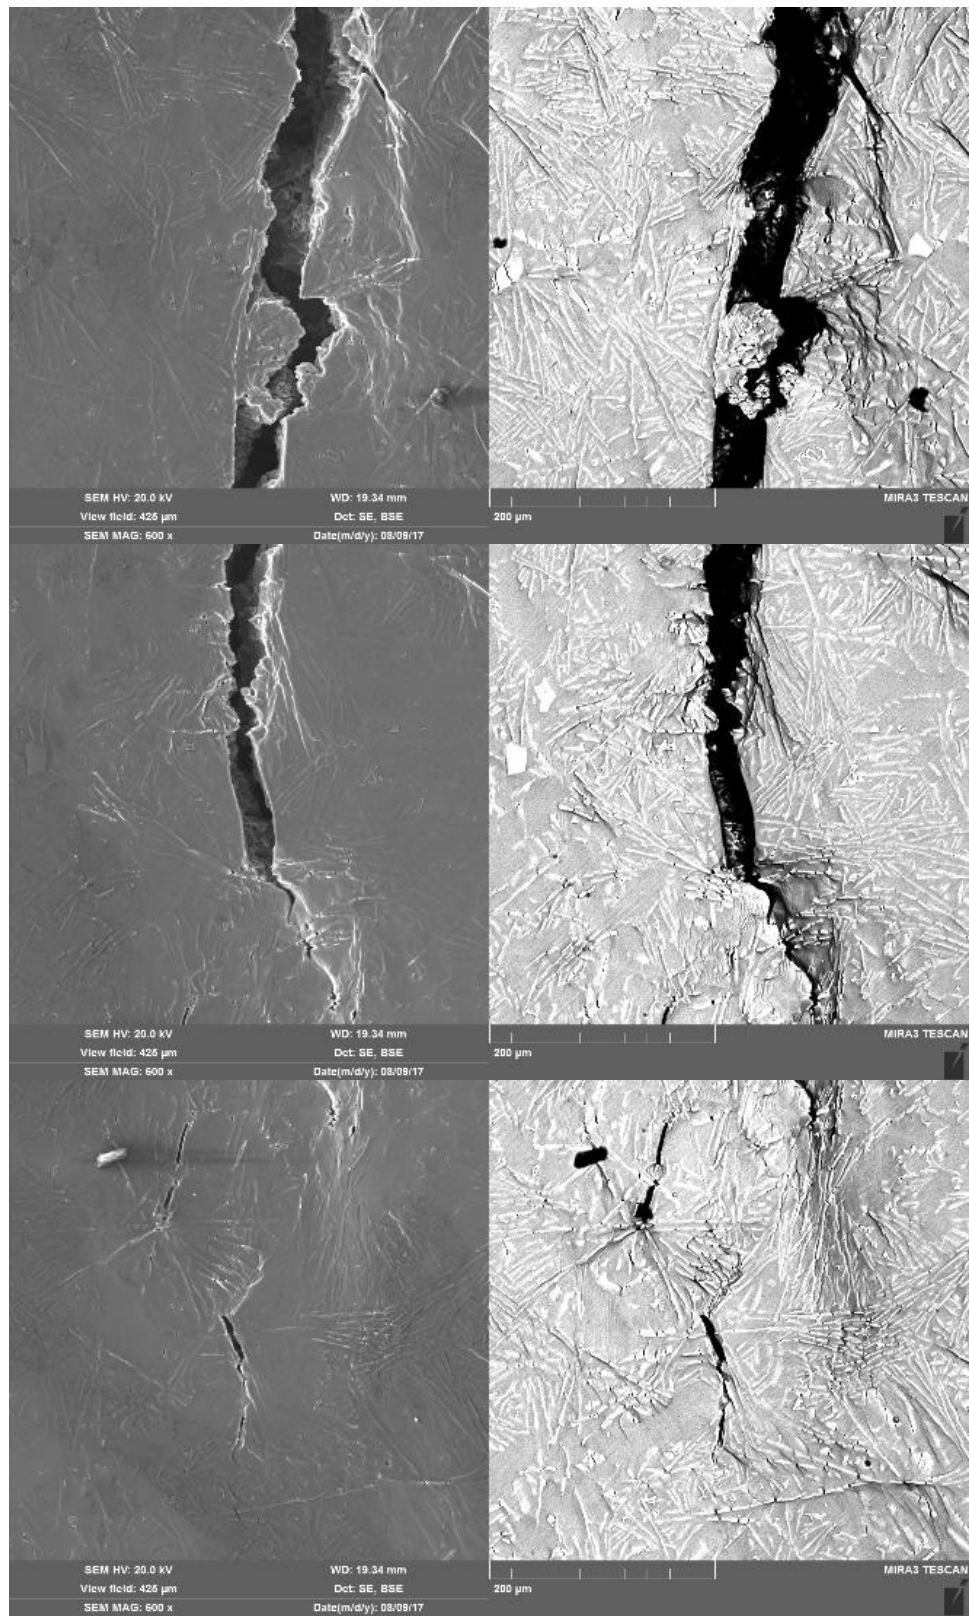 SEM HV: 20.0 kV WD: 19.34 mm MIRA3 TESCAN
View field: 425 µm Det: SE, BSE 200 µm
SEM MAG: 600 x Date(m/d/y): 08/09/17
SEM HV: 20.0 kV WD: 19.34 mm MIRA3 TESCAN
View field: 425 µm Det: SE, BSE 200 µm
SEM MAG: 600 x Date(m/d/y): 08/09/17
SEM HV: 20.0 kV WD: 19.34 mm MIRA3 TESCAN
View field: 425 µm Det: SE, BSE 200 µm
SEM MAG: 600 x Date(m/d/y): 08/09/17